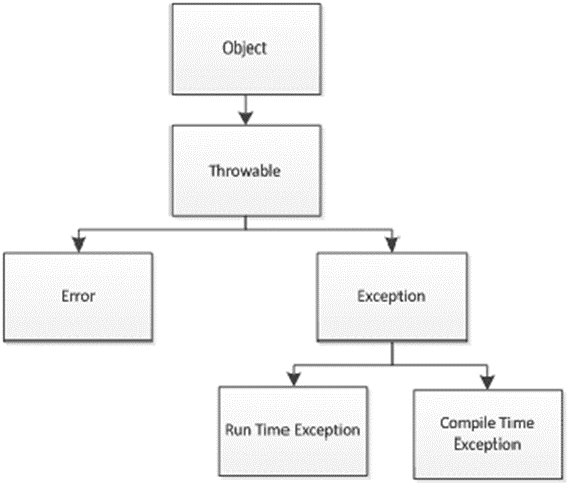 Object
Throwable
Error
Exception
Run Time Exception
Compile Time
Exception